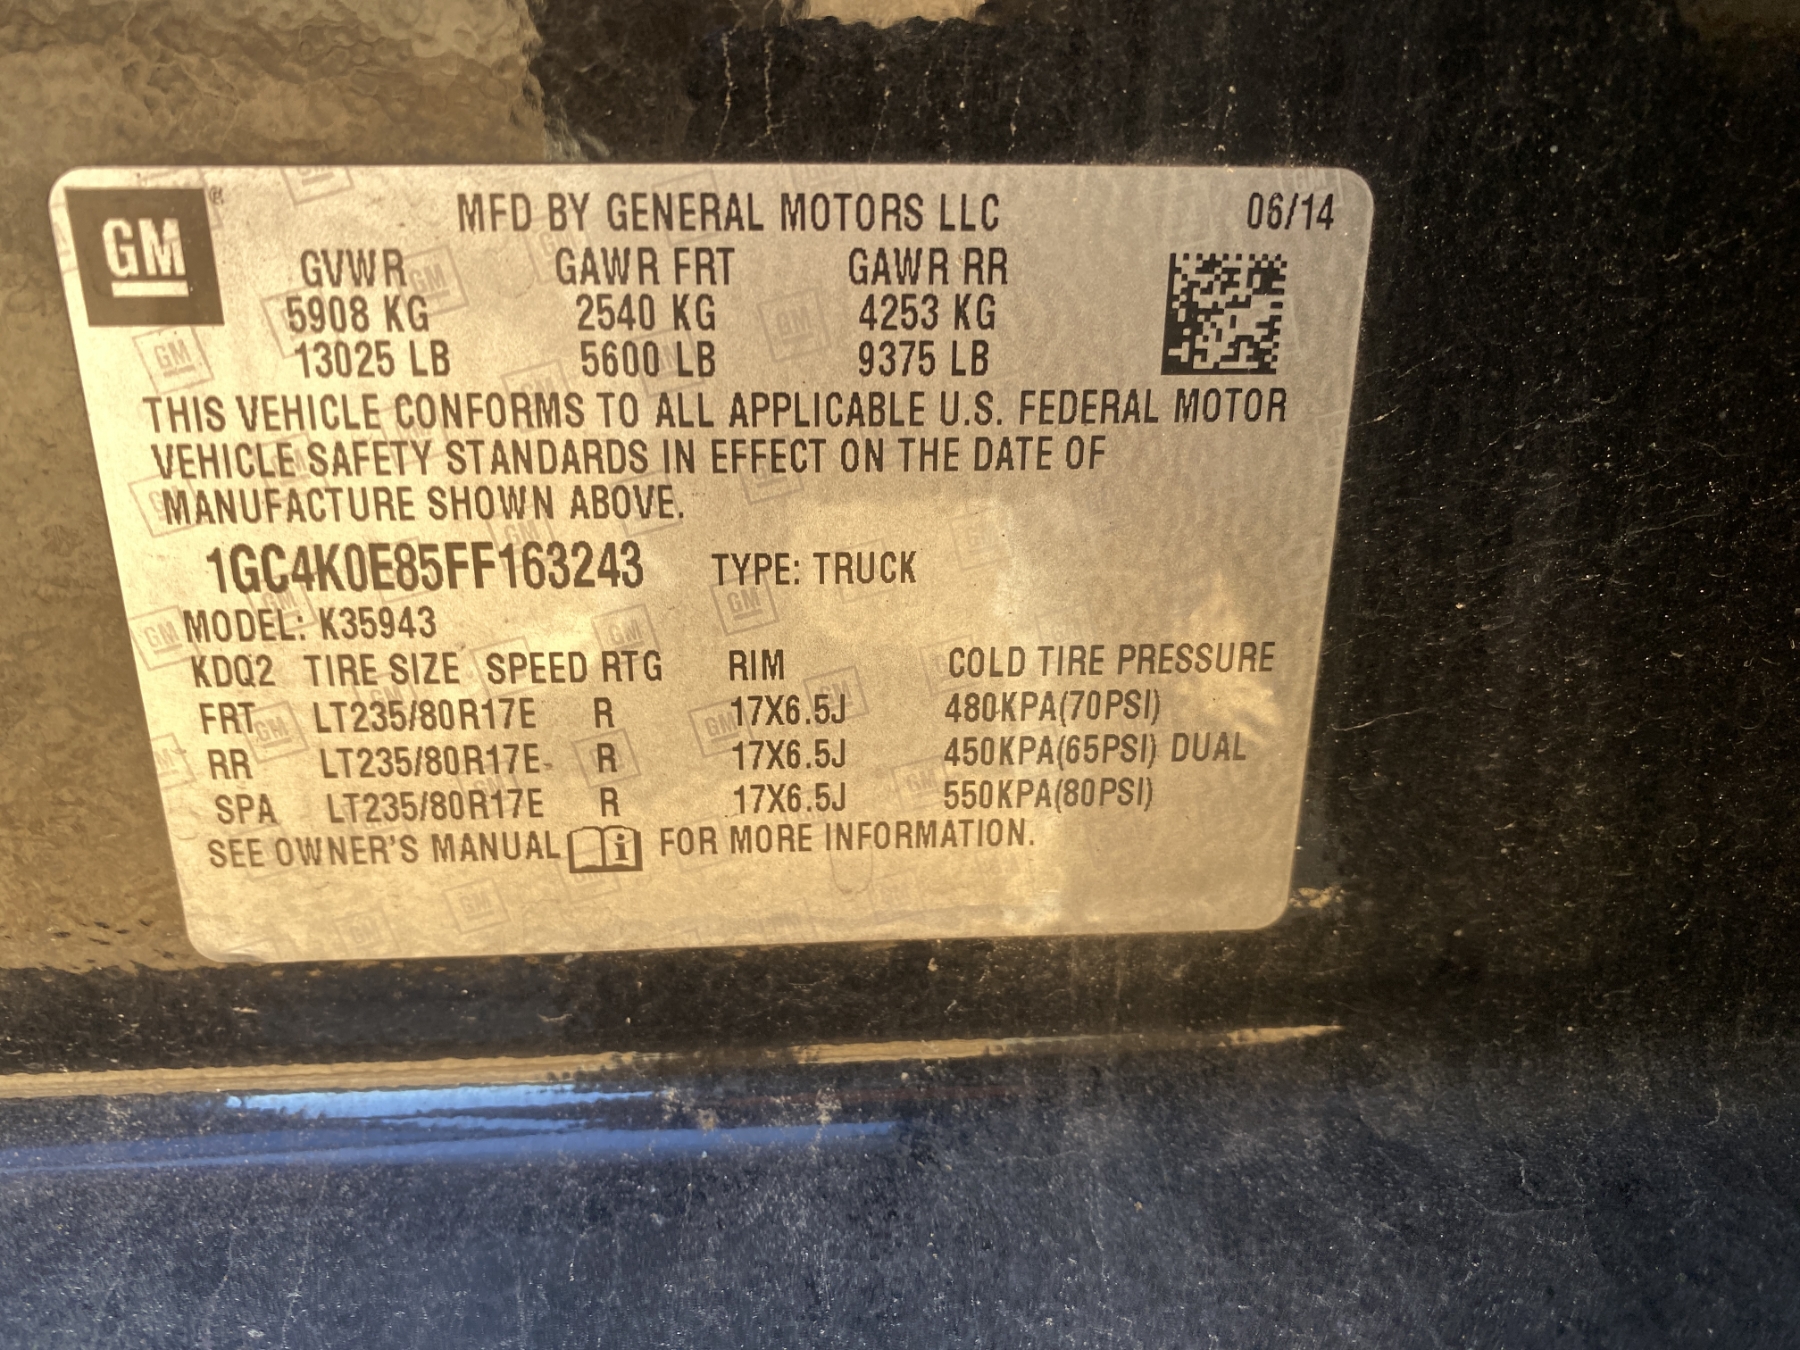 GM
MFD BY GENERAL MOTORS LLC 06/14
GVWR GAWR FRT GAWR RR
5908 KG 2540 KG 4253 KG
13025 LB 5600 LB 9375 LB
THIS VEHICLE CONFORMS TO ALL APPLICABLE U.S. FEDERAL MOTOR
VEHICLE SAFETY STANDARDS IN EFFECT ON THE DATE OF
MANUFACTURE SHOWN ABOVE.
1GC4K0E85FF163243 TYPE: TRUCK
MODEL: K35943
KDQ2 TIRE SIZE SPEED RTG RIM COLD TIRE PRESSURE
FRT LT235/80R17E R 17X6.5J 480KPA(70PSI)
RR LT235/80R17E R 17X6.5J 450KPA(65PSI) DUAL
SPA LT235/80R17E R 17X6.5J 550KPA(80PSI)
SEE OWNER'S MANUAL FOR MORE INFORMATION.